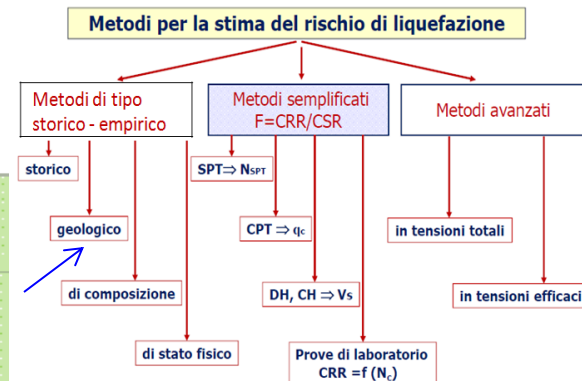 Metodi per la stima del rischio di liquefazione
Metodi di tipo
storico - empirico
Metodi semplificati
F=CRR/CSR
Metodi avanzati
storico
SPT⇒ NSPT
geologico
CPT ⇒ qc
in tensioni totali
di composizione
DH, CH ⇒ Vs
in tensioni efficaci
di stato fisico
Prove di laboratorio
CRR =f (Nc)